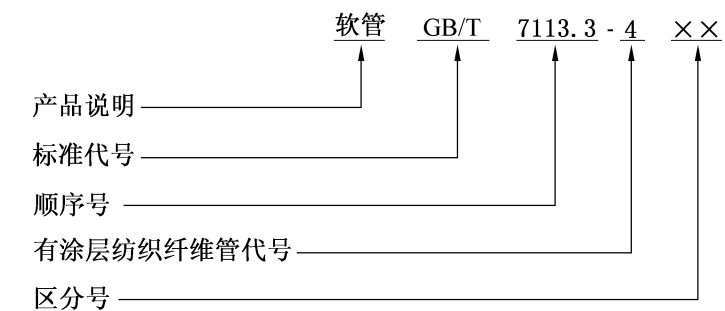 软管 GB/T 7113.3 - 4 ××
产品说明
标准代号
顺序号
有涂层纺织纤维管代号
区分号